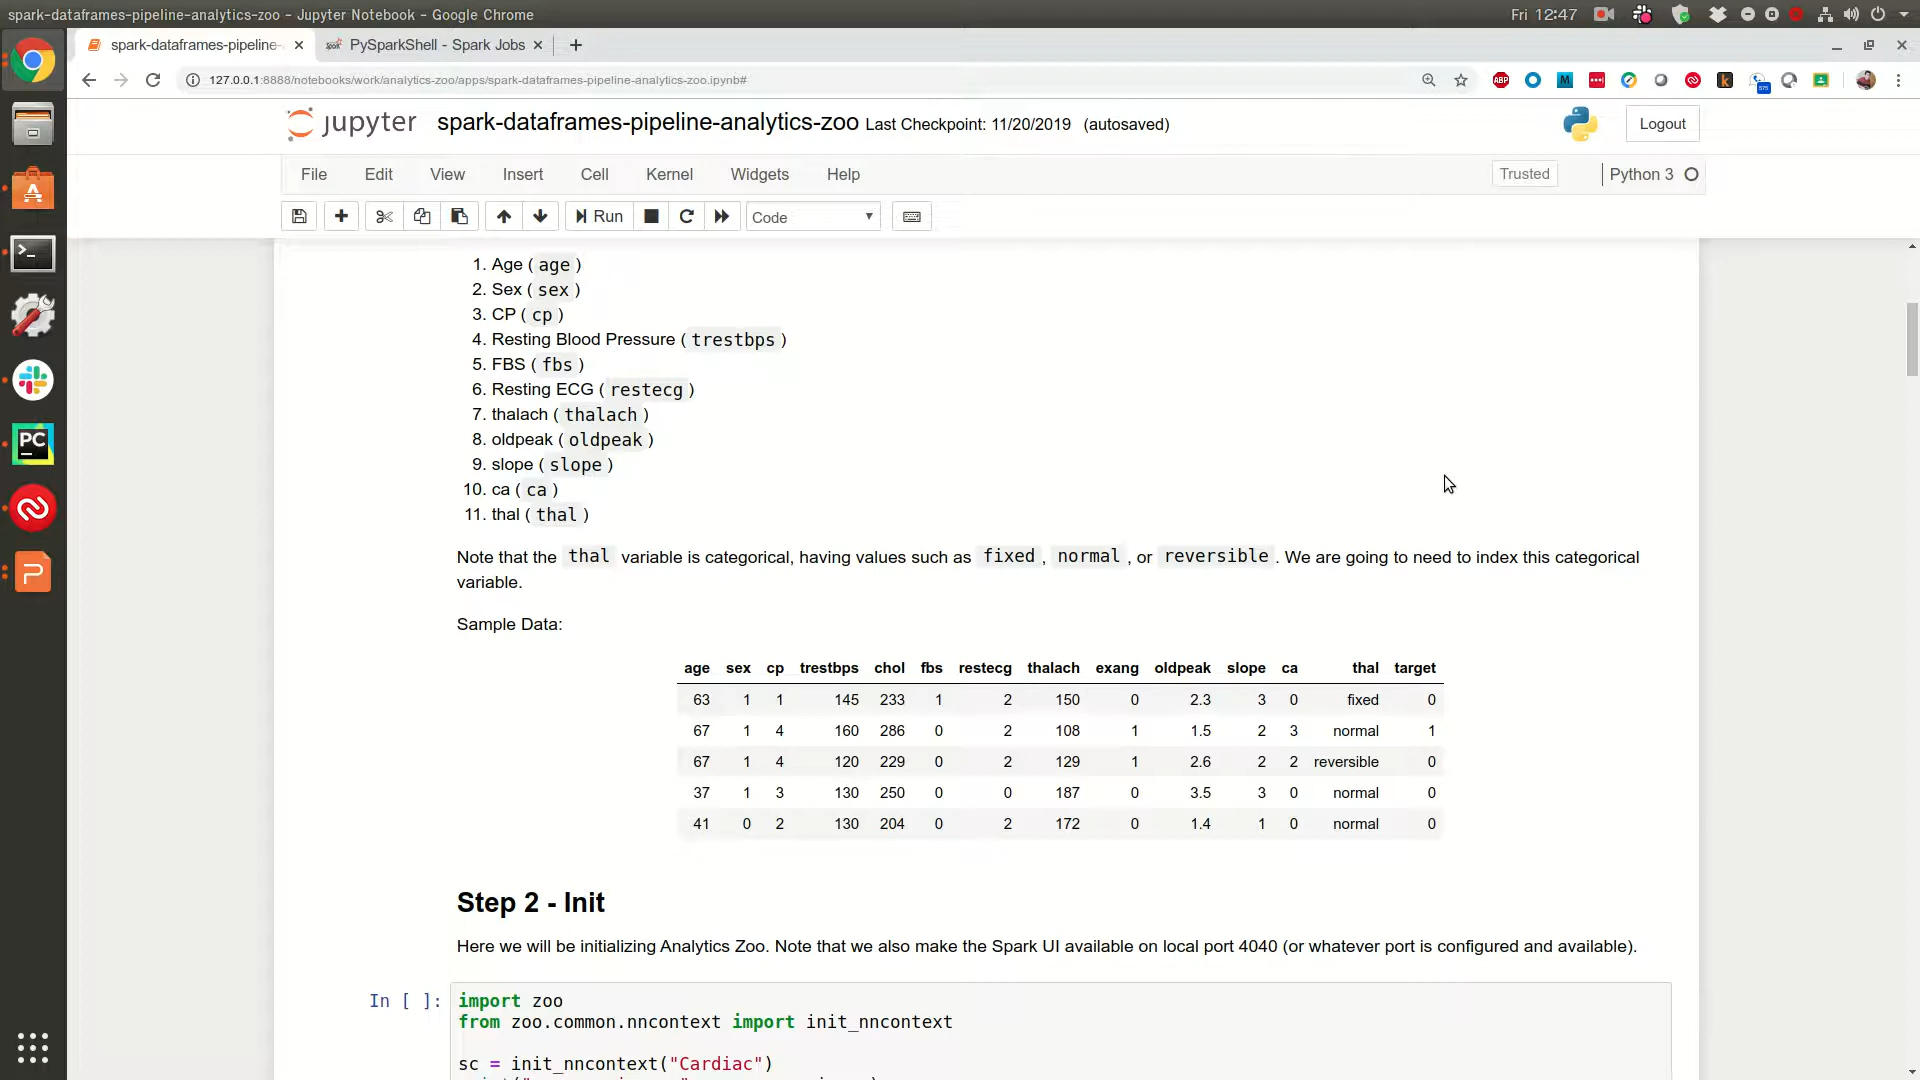 spark-dataframes-pipeline-analytics-zoo - Jupyter Notebook - Google Chrome
Fri 12:47
spark-dataframes-pipeline-
PySparkShell - Spark Jobs
127.0.0.1:8888/notebooks/work/analytics-zoo/apps/spark-dataframes-pipeline-analytics-zoo.ipynb#
jupyter spark-dataframes-pipeline-analytics-zoo Last Checkpoint: 11/20/2019 (autosaved)
Logout
File Edit View Insert Cell Kernel Widgets Help
Trusted
Python 3
Run
Code
1. Age ( age )
2. Sex ( sex )
3. CP ( cp )
4. Resting Blood Pressure ( trestbps )
5. FBS ( fbs )
6. Resting ECG ( restecg )
7. thalach ( thalach )
8. oldpeak ( oldpeak )
9. slope ( slope )
10. ca ( ca )
11. thal ( thal )
Note that the thal variable is categorical, having values such as fixed , normal , or reversible . We are going to need to index this categorical
variable.
Sample Data:
age sex cp trestbps chol fbs restecg thalach exang oldpeak slope ca thal target
63 1 1 145 233 1 2 150 0 2.3 3 0 fixed 0
67 1 4 160 286 0 2 108 1 1.5 2 3 normal 1
67 1 4 120 229 0 2 129 1 2.6 2 2 reversible 0
37 1 3 130 250 0 0 187 0 3.5 3 0 normal 0
41 0 2 130 204 0 2 172 0 1.4 1 0 normal 0
Step 2 - Init
Here we will be initializing Analytics Zoo. Note that we also make the Spark UI available on local port 4040 (or whatever port is configured and available).
In [ ]:
import zoo
from zoo.common.nncontext import init_nncontext
sc = init_nncontext("Cardiac")